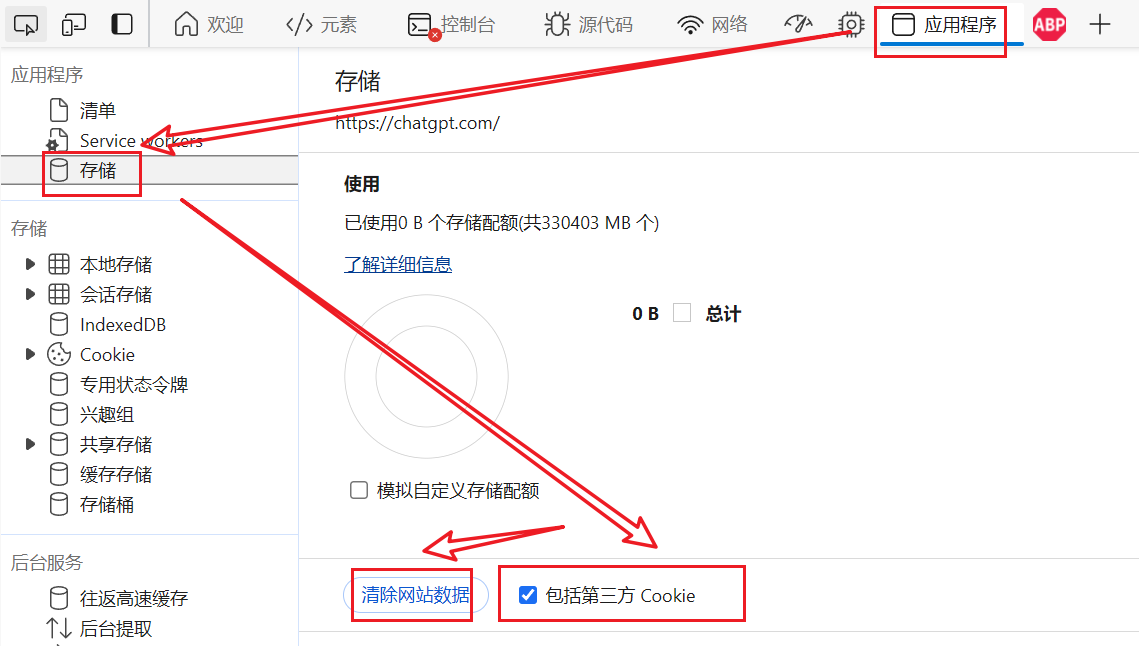 欢迎
元素
控制台
源代码
网络
应用程序
ABP
应用程序
清单
Service workers
存储
存储
本地存储
会话存储
IndexedDB
Cookie
专用状态令牌
兴趣组
共享存储
缓存存储
存储桶
后台服务
往返高速缓存
后台提取
存储
https://chatgpt.com/
使用
已使用0 B 个存储配额(共330403 MB 个)
了解详细信息
0 B 总计
模拟自定义存储配额
清除网站数据 包括第三方 Cookie